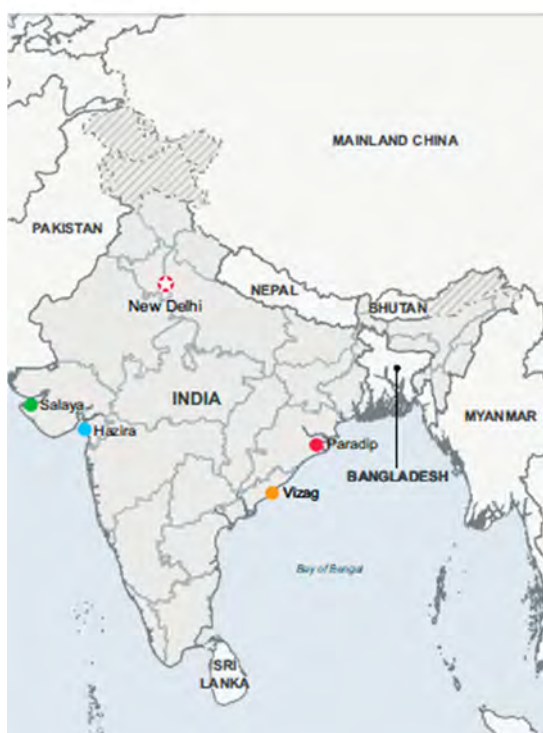 MAINLAND CHINA
PAKISTAN
NEPAL
New Delhi
BHUTAN
INDIA
Salaya
MYANMAR
Hazira
Paradip
BANGLADESH
Vizag
Bay of Bengal
SRI
LANKA